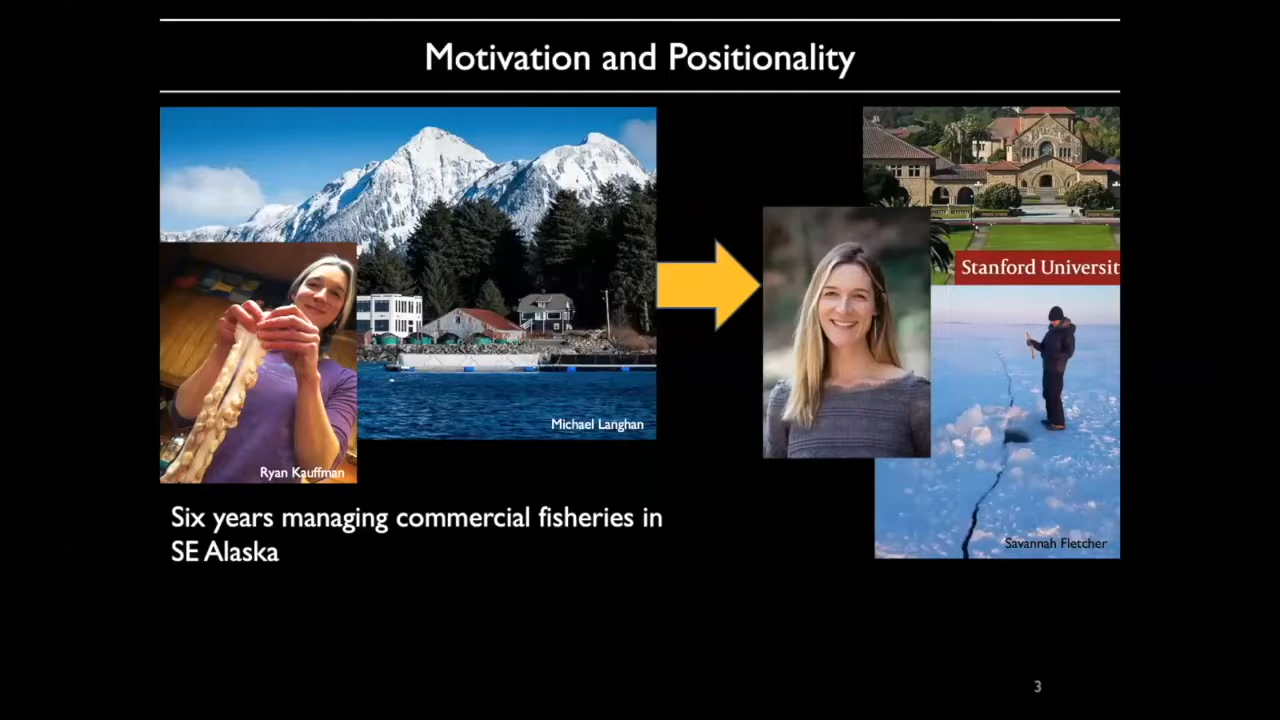 Motivation and Positionality
Stanford Universit
Michael Langhan
Ryan Kauffman
Six years managing commercial fisheries in
SE Alaska
Savannah Fletcher
3